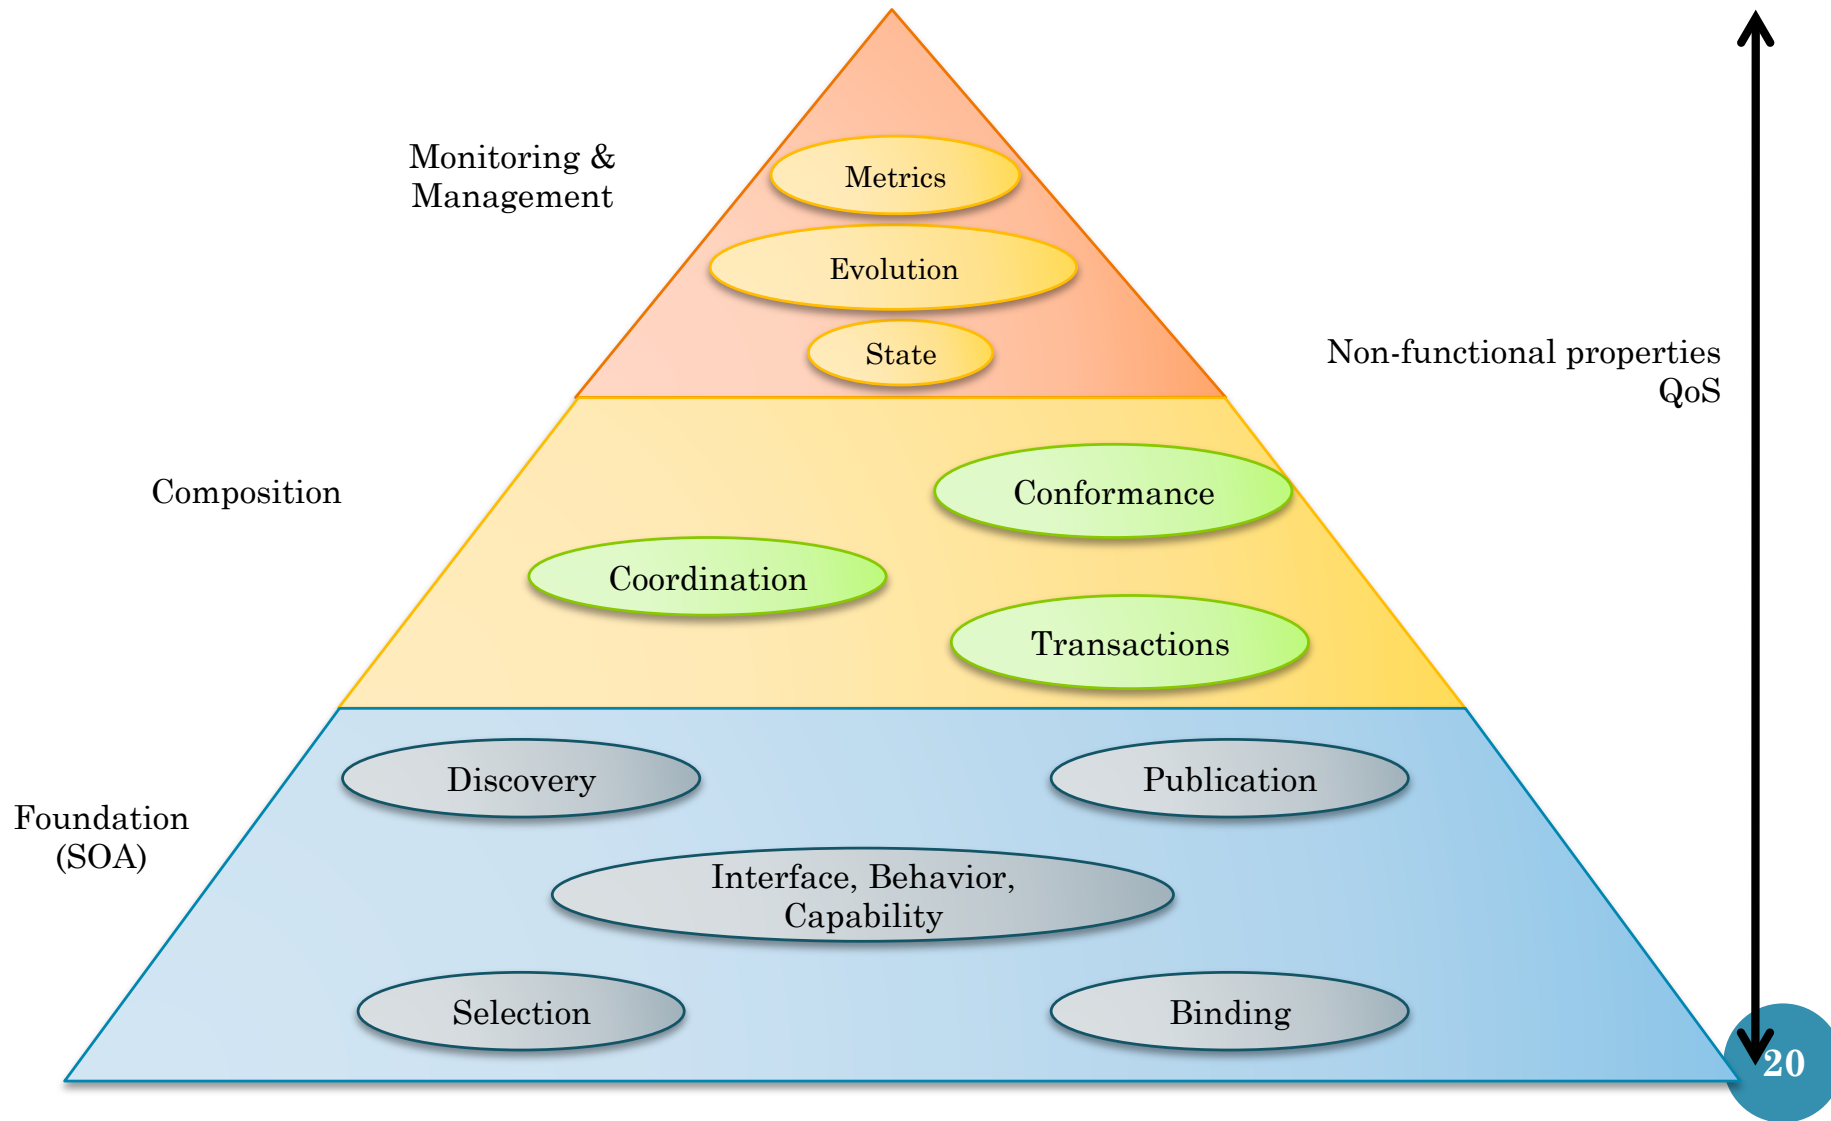 Monitoring &
Management
Metrics
Evolution
State
Non-functional properties
QoS
Composition
Conformance
Coordination
Transactions
Foundation
(SOA)
Discovery
Publication
Interface, Behavior,
Capability
Selection
Binding
20